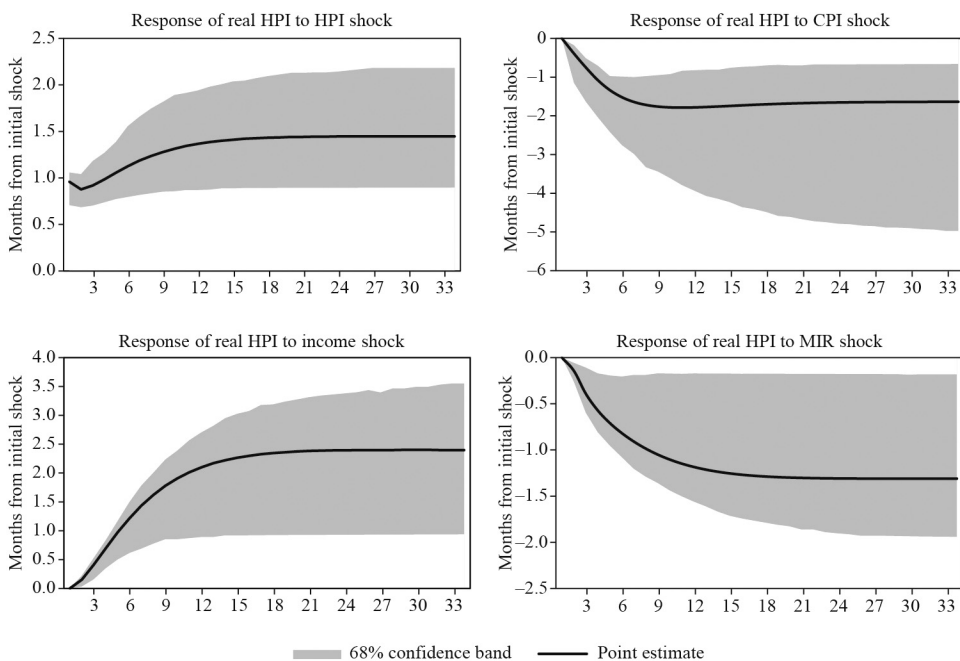 Response of real HPI to HPI shock
Months from initial shock
2.5
2.0
1.5
1.0
0.5
0.0
3 6 9 12 15 18 21 24 27 30 33
Response of real HPI to CPI shock
Months from initial shock
0
–1
–2
–3
–4
–5
–6
3 6 9 12 15 18 21 24 27 30 33
Response of real HPI to income shock
Months from initial shock
4.0
3.5
3.0
2.5
2.0
1.5
1.0
0.5
0.0
3 6 9 12 15 18 21 24 27 30 33
Response of real HPI to MIR shock
Months from initial shock
0.0
–0.5
–1.0
–1.5
–2.0
–2.5
3 6 9 12 15 18 21 24 27 30 33
68% confidence band Point estimate